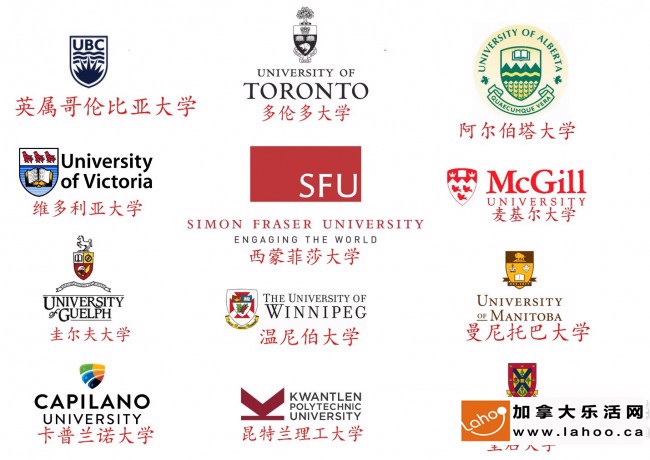 UBC
英属哥伦比亚大学
UNIVERSITY OF
TORONTO
多伦多大学
UNIVERSITY OF ALBERTA
QUAECUMQUE VERA
阿尔伯塔大学
University
of Victoria
维多利亚大学
SFU
SIMON FRASER UNIVERSITY
ENGAGING THE WORLD
西蒙菲莎大学
McGill
UNIVERSITY
麦基尔大学
UNIVERSITY
of GUELPH
圭尔夫大学
THE UNIVERSITY OF
WINNIPEG
温尼伯大学
UNIVERSITY
OF MANITOBA
曼尼托巴大学
CAPILANO
UNIVERSITY
卡普兰诺大学
KWANTLEN
POLYTECHNIC
UNIVERSITY
昆特兰理工大学
Lahoo
加拿大乐活网
www.lahoo.ca